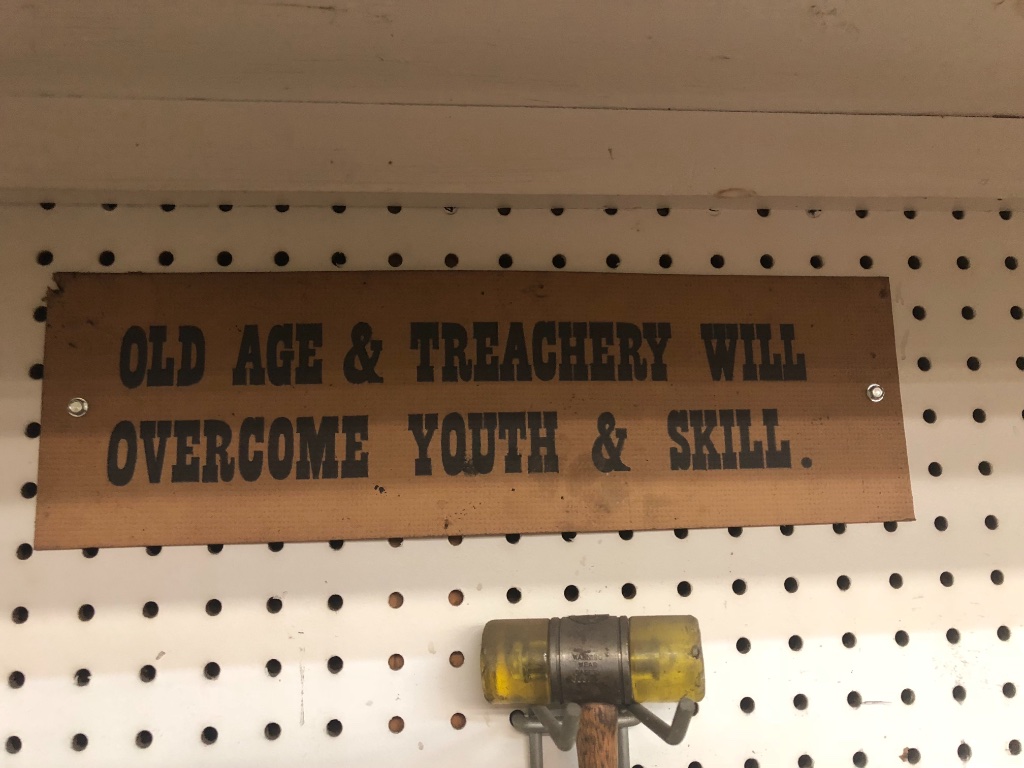 OLD AGE & TREACHERY WILL
OVERCOME YOUTH & SKILL.